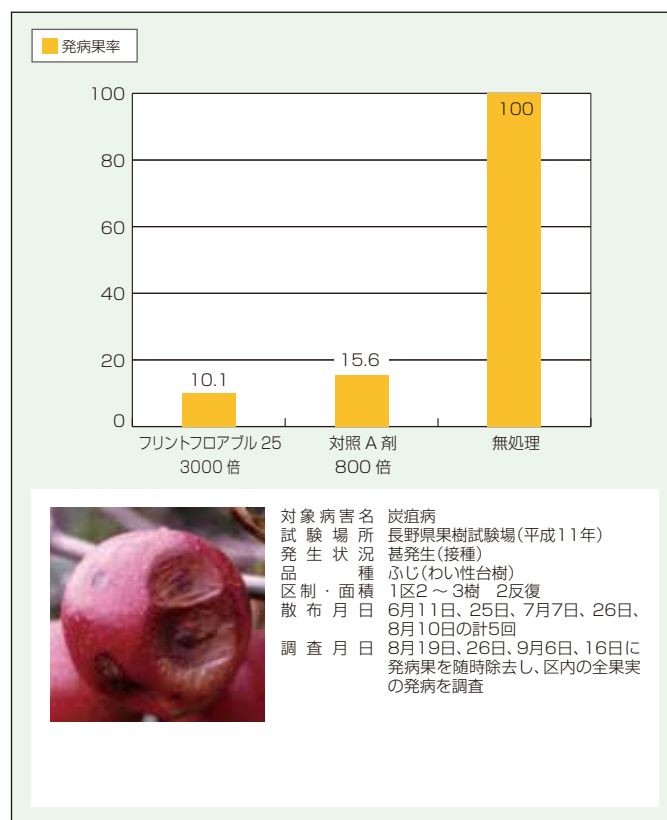 発病果率
100
80
60
40
20
0
10.1
15.6
100
フリントフロアブル 25
3000 倍
対照 A 剤
800 倍
無処理
対象病害名 炭疽病
試験場所 長野県果樹試験場(平成11年)
発生状況 甚発生(接種)
品種 ふじ(わい性台樹)
区制・面積 1区2 ~ 3樹 2反復
散布月日 6月11日、25日、7月7日、26日、
8月10日の計5回
調査月日 8月19日、26日、9月6日、16日に
発病果を随時除去し、区内の全果実
の発病を調査